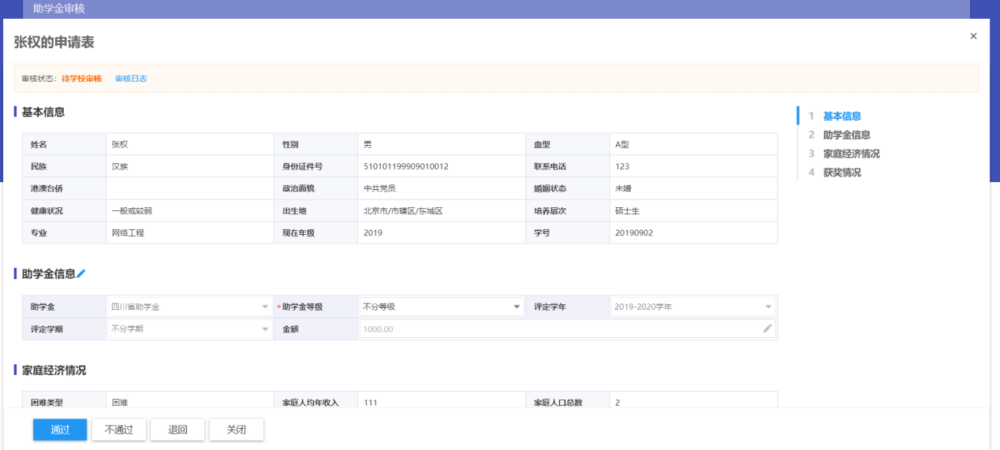 助学金审核
张权的申请表
×
审核状态：待学校审核 审核日志
基本信息
姓名 张权 性别 男 血型 A型
民族 汉族 身份证件号 510101199909010012 联系电话 123
港澳台侨 政治面貌 中共党员 婚姻状态 未婚
健康状况 一般或较弱 出生地 北京市/市辖区/东城区 培养层次 硕士生
专业 网络工程 现在年级 2019 学号 20190902
助学金信息
助学金 四川省助学金 *助学金等级 不分等级 评定学年 2019-2020学年
评定学期 不分学期 金额 1000.00
家庭经济情况
困难类型 困难 家庭人均年收入 111 家庭人口总数 2
通过 不通过 退回 关闭
1 基本信息
2 助学金信息
3 家庭经济情况
4 获奖情况